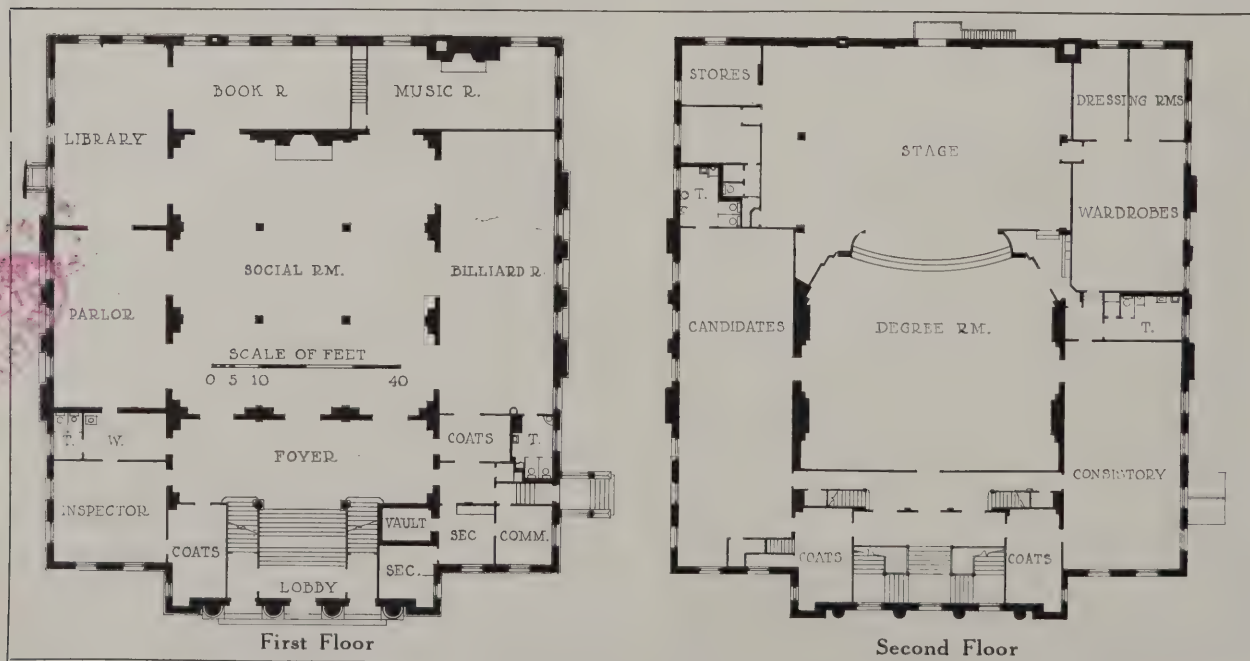 BOOK R
MUSIC R.
LIBRARY
SOCIAL RM.
BILLIARD R
PARLOR
SCALE OF FEET
0 5 10 40
T. W.
COATS
T.
FOYER
INSPECTOR
COATS
VAULT
SEC
COMM.
SEC.
LOBBY
First Floor
STORES
DRESSING RMS
STAGE
T.
WARDROBES
CANDIDATES
DEGREE RM.
T.
CONSISTORY
COATS
COATS
Second Floor